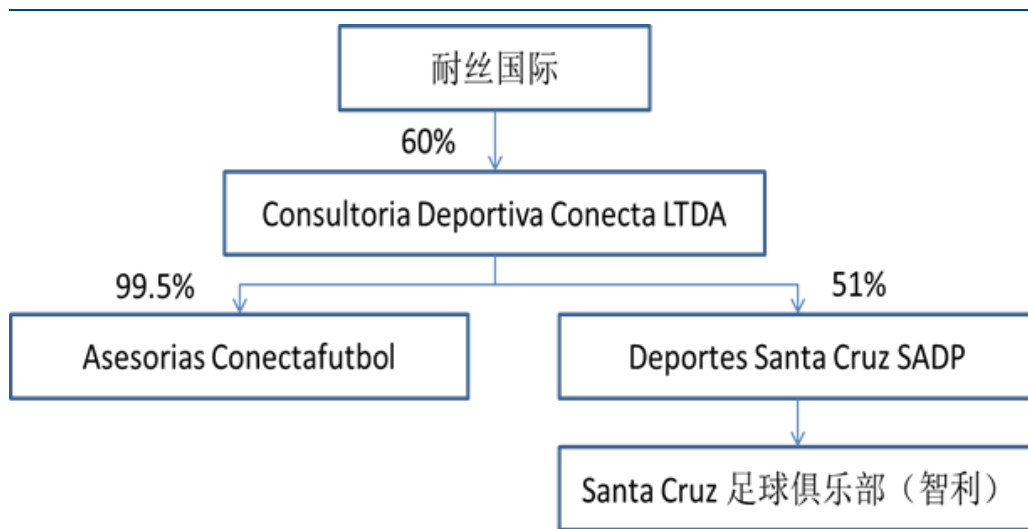 耐丝国际
60%
Consultoria Deportiva Conecta LTDA
99.5%
51%
Asesorias Conectafutbol
Deportes Santa Cruz SADP
Santa Cruz 足球俱乐部（智利）